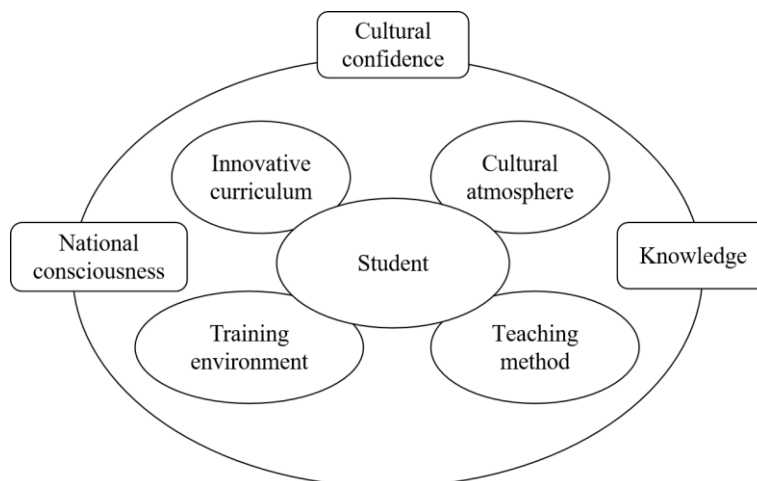 Cultural
confidence
Innovative
curriculum
Cultural
atmosphere
National
consciousness
Student
Knowledge
Training
environment
Teaching
method